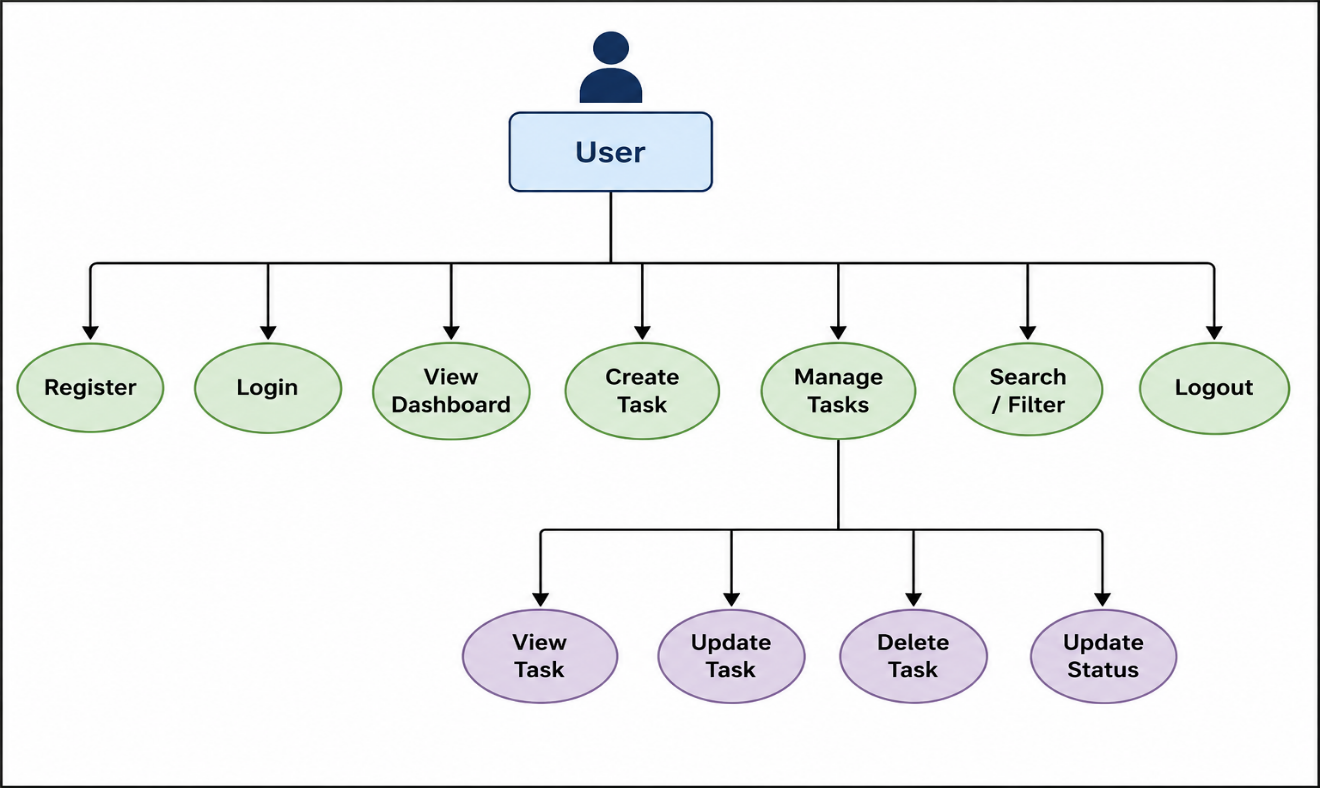 User
Register
Login
View
Dashboard
Create
Task
Manage
Tasks
Search
/ Filter
Logout
View
Task
Update
Task
Delete
Task
Update
Status